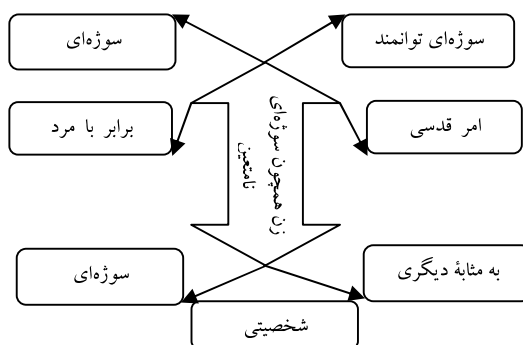 سوژه‌ای توانمند
سوژه‌ای
امر قدسی
برابر با مرد
زن همچون سوژه‌ای
نامتعین
به مثابهٔ دیگری
سوژه‌ای
شخصیتی